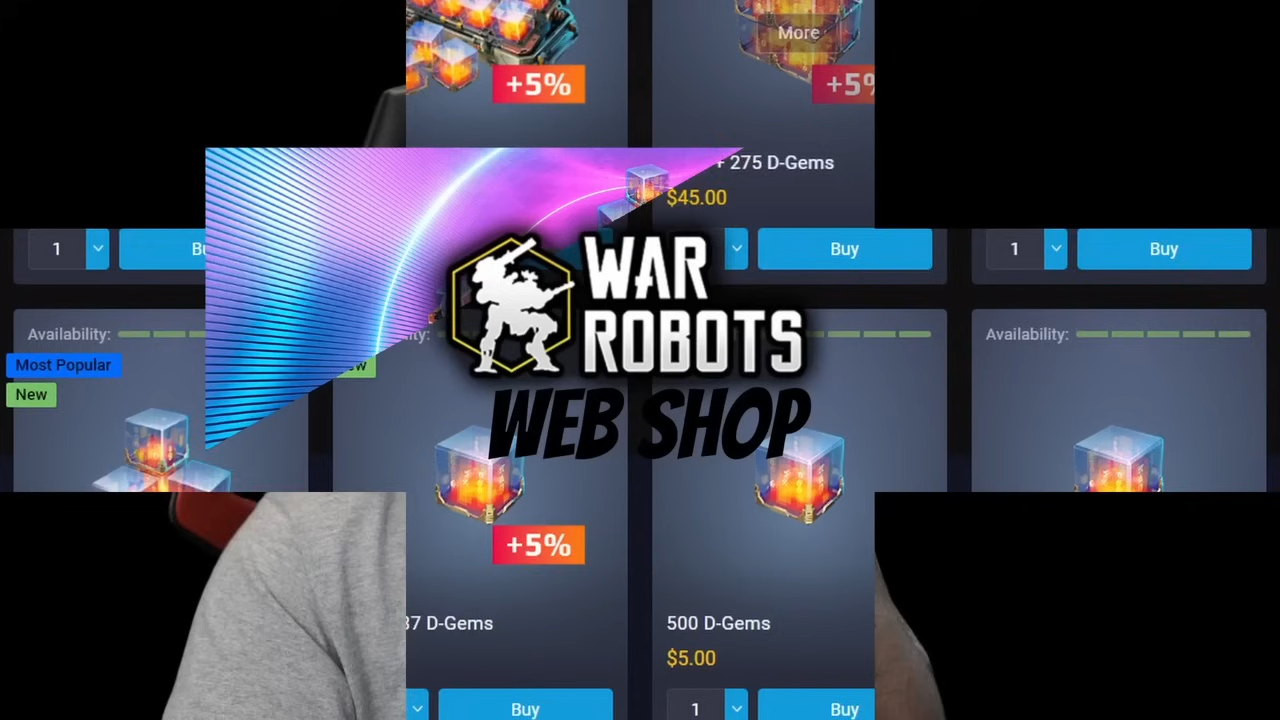 More
+5%
+5%
+ 275 D-Gems
$45.00
1
Buy
1
Buy
WAR
ROBOTS
WEB SHOP
Availability:
Availability:
Most Popular
New
+5%
37 D-Gems
500 D-Gems
$5.00
Buy
1
Buy